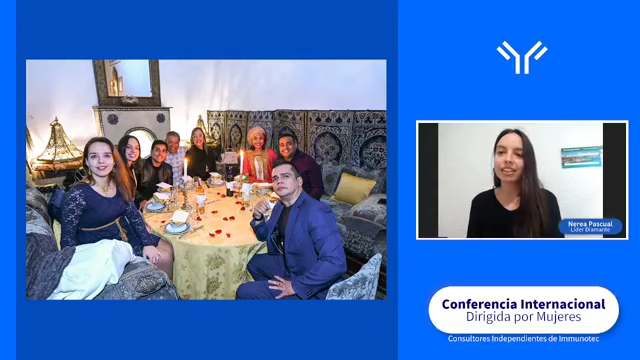 Nerea Pascual
Líder Diamante
Conferencia Internacional
Dirigida por Mujeres
Consultores Independientes de Immunotec